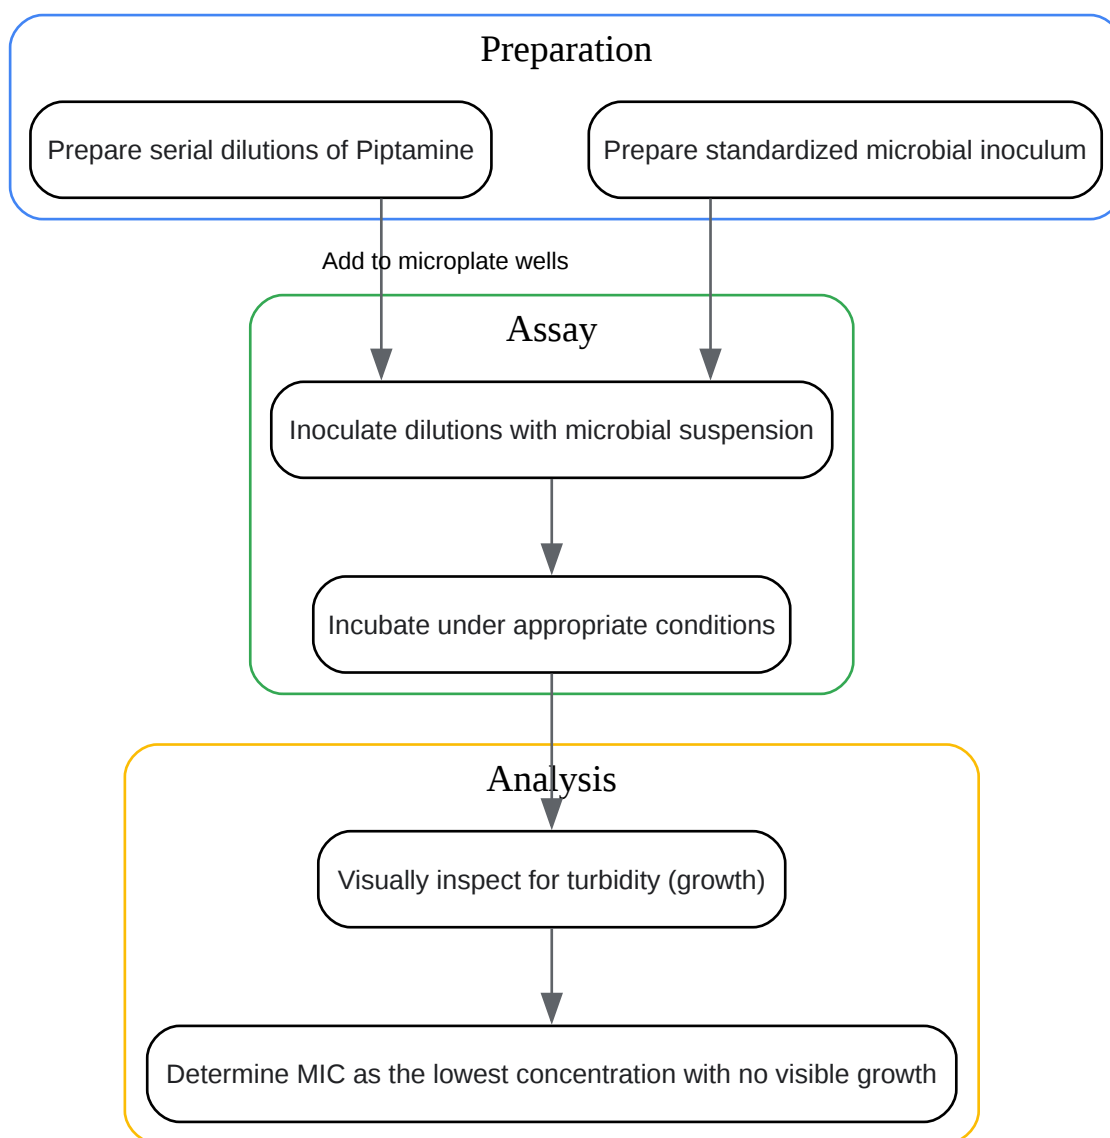 Preparation
Prepare serial dilutions of Piptamine
Prepare standardized microbial inoculum
Add to microplate wells
Assay
Inoculate dilutions with microbial suspension
Incubate under appropriate conditions
Analysis
Visually inspect for turbidity (growth)
Determine MIC as the lowest concentration with no visible growth